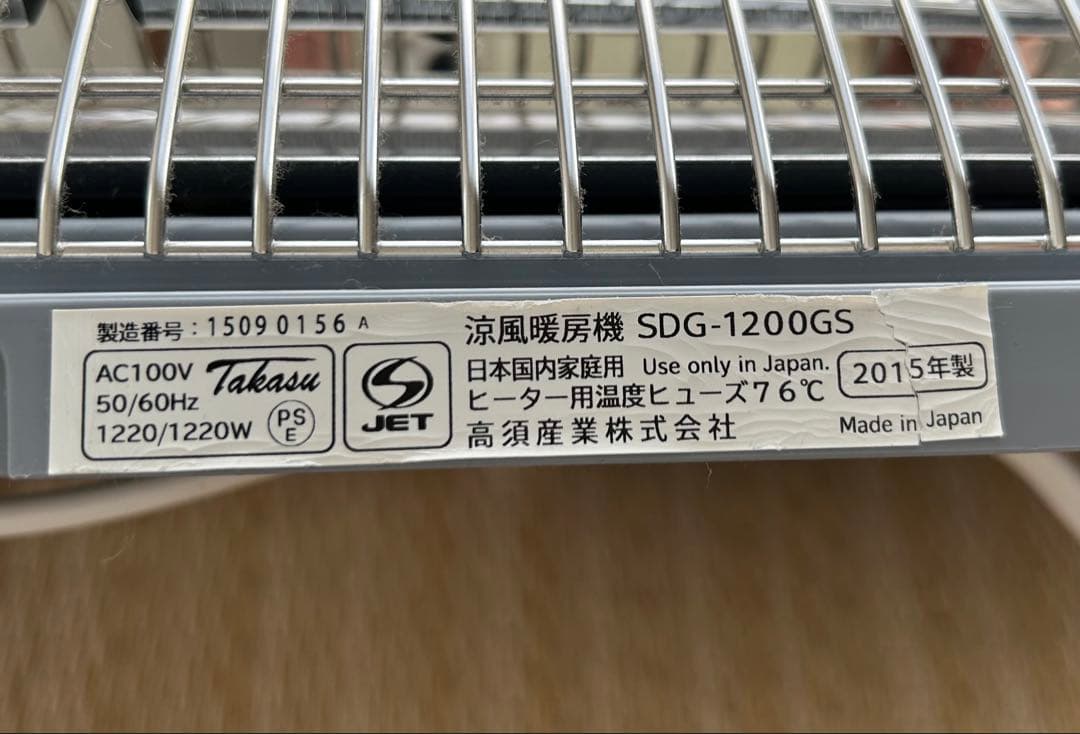 製造番号:15090156 A
AC100V Takasu
50/60Hz
1220/1220W PSE
JET
涼風暖房機 SDG-1200GS
日本国内家庭用 Use only in Japan.
ヒーター用温度ヒューズ76℃
2015年製
高須産業株式会社
Made in Japan